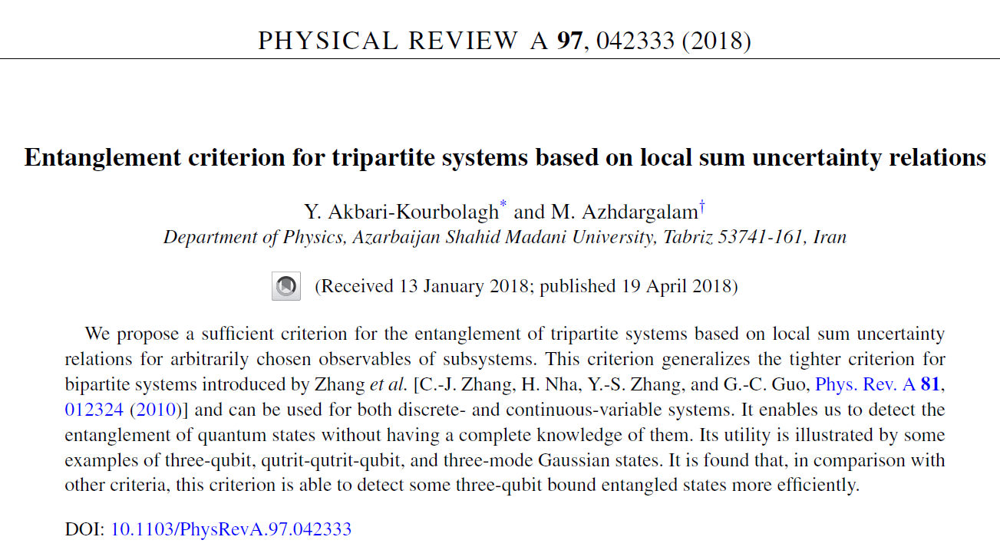 PHYSICAL REVIEW A 97, 042333 (2018)
Entanglement criterion for tripartite systems based on local sum uncertainty relations
Y. Akbari-Kourbolagh* and M. Azhdargalam†
Department of Physics, Azarbaijan Shahid Madani University, Tabriz 53741-161, Iran
(Received 13 January 2018; published 19 April 2018)
We propose a sufficient criterion for the entanglement of tripartite systems based on local sum uncertainty
relations for arbitrarily chosen observables of subsystems. This criterion generalizes the tighter criterion for
bipartite systems introduced by Zhang et al. [C.-J. Zhang, H. Nha, Y.-S. Zhang, and G.-C. Guo, Phys. Rev. A 81,
012324 (2010)] and can be used for both discrete- and continuous-variable systems. It enables us to detect the
entanglement of quantum states without having a complete knowledge of them. Its utility is illustrated by some
examples of three-qubit, qutrit-qutrit-qubit, and three-mode Gaussian states. It is found that, in comparison with
other criteria, this criterion is able to detect some three-qubit bound entangled states more efficiently.
DOI: 10.1103/PhysRevA.97.042333